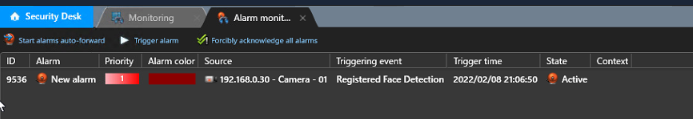 Security Desk Monitoring Alarm monit...
Start alarms auto-forward Trigger alarm Forcibly acknowledge all alarms
ID Alarm Priority Alarm color Source Triggering event Trigger time State Context
9536 New alarm 1 192.168.0.30 - Camera - 01 Registered Face Detection 2022/02/08 21:06:50 Active